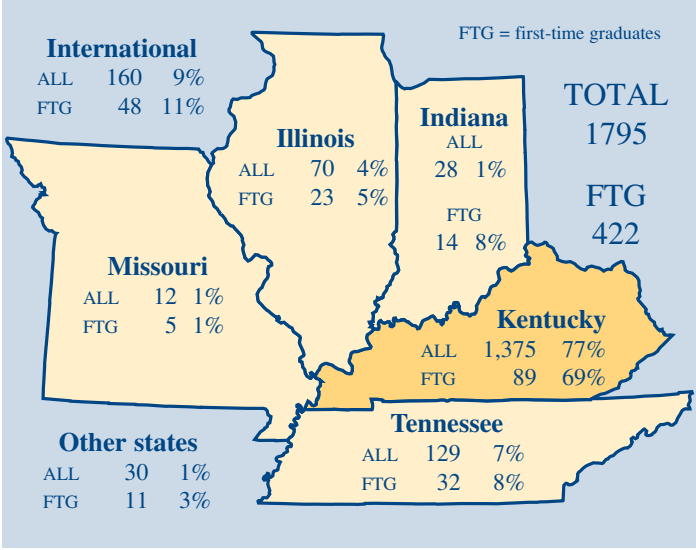 FTG = first-time graduates
International
ALL 160 9%
FTG 48 11%
TOTAL
1795
FTG
422
Illinois
ALL 70 4%
FTG 23 5%
Indiana
ALL
28 1%
FTG
14 8%
Missouri
ALL 12 1%
FTG 5 1%
Kentucky
ALL 1,375 77%
FTG 89 69%
Tennessee
ALL 129 7%
FTG 32 8%
Other states
ALL 30 1%
FTG 11 3%